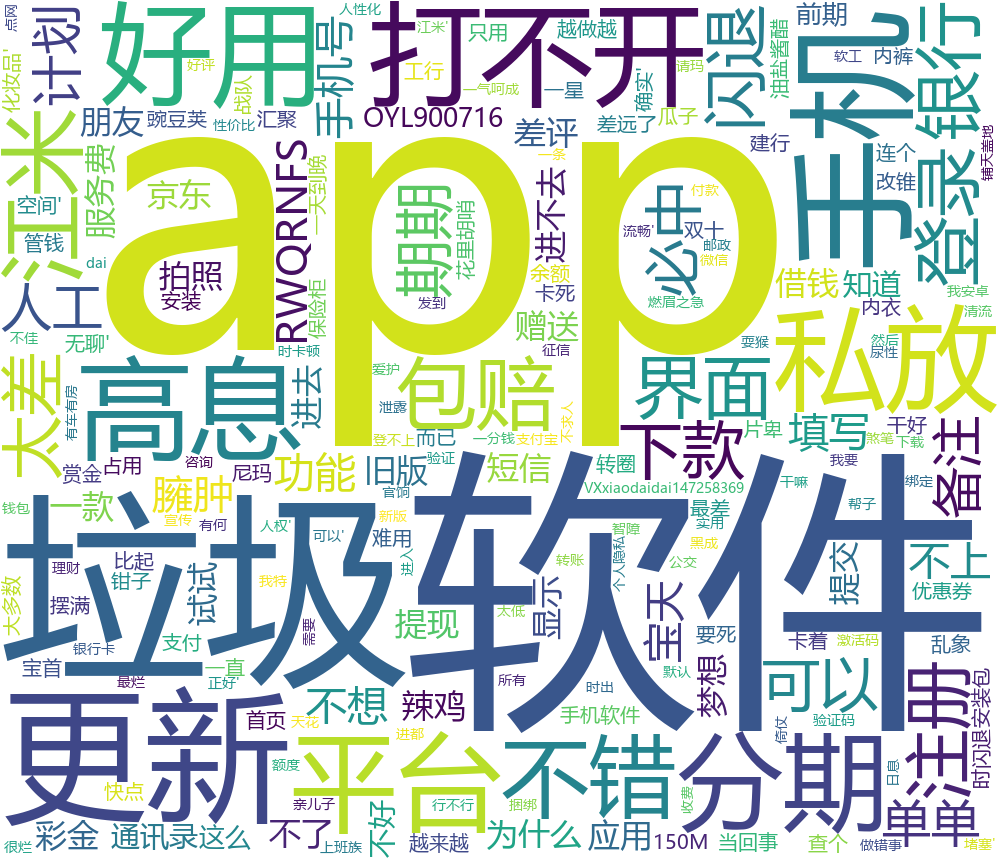 点网
人性化
江米'
只用
越做越
前期
软工
内裤
化妆品'
计划
好用
好评
战队
手机号
工行
打不开
一气呵成
一星
确实'
请玛
闪退
油盐酱醋
手机
银行
江米
朋友
豌豆荚
性价比
汇聚
OYL900716
差评
差远了
瓜子
建行
连个
改锥
铺天盖地
服务费
京东
app
RWQRNFS
一天到晚
期期
花里胡哨
进不去
一条
必中
付款
双十
登录
空间'
管钱
dai
拍照
安装
保险柜
余额
卡死
流畅'
邮政
微信
借钱
知道
内衣
我安卓
清流
人工
无聊'
不佳
时卡顿
发到
赠送
征信
燃眉之急
耍猴
然后
尿性
私放
太差
有车有房
高息
进去
爱护
泄露
包赔
不求人
界面
下载
登不上
而已
一分钱
支付宝
下款
片卑
填写
煞笔
干好
备注
赏金
占用
咨询
尼玛
功能
旧版
验证
短信
转圈
我要
钱包
一款
臃肿
宣传
有何
官饷
VXxiaodaidai147258369
干嘛
帮子
绑定
人权'
可以'
新版
难用
智障
最差
实用
黑成
提交
不上
大多数
理财
比起
钳子
试试
我特
进入
垃圾
软件
转账
个人隐私
公交
优惠券
摆满
支付
需要
提现
太低
显示
宝天
要死
卡着
激活码
乱象
宝首
银行卡
最烂
一直
正好'
所有
时出
默认
梦想
可以
注册
安装包
更新
不想
辣鸡
手机软件
验证码
倚仗
首页
天花
进都
平台
不错
分期
时闪退
日息
快点
额度
亲儿子
行不行
捆绑
收费
单单
很烂
彩金
通讯录
这么
不了
上班族
不好
越来越
为什么
应用
150M
当回事
查个
做错事
堵塞'